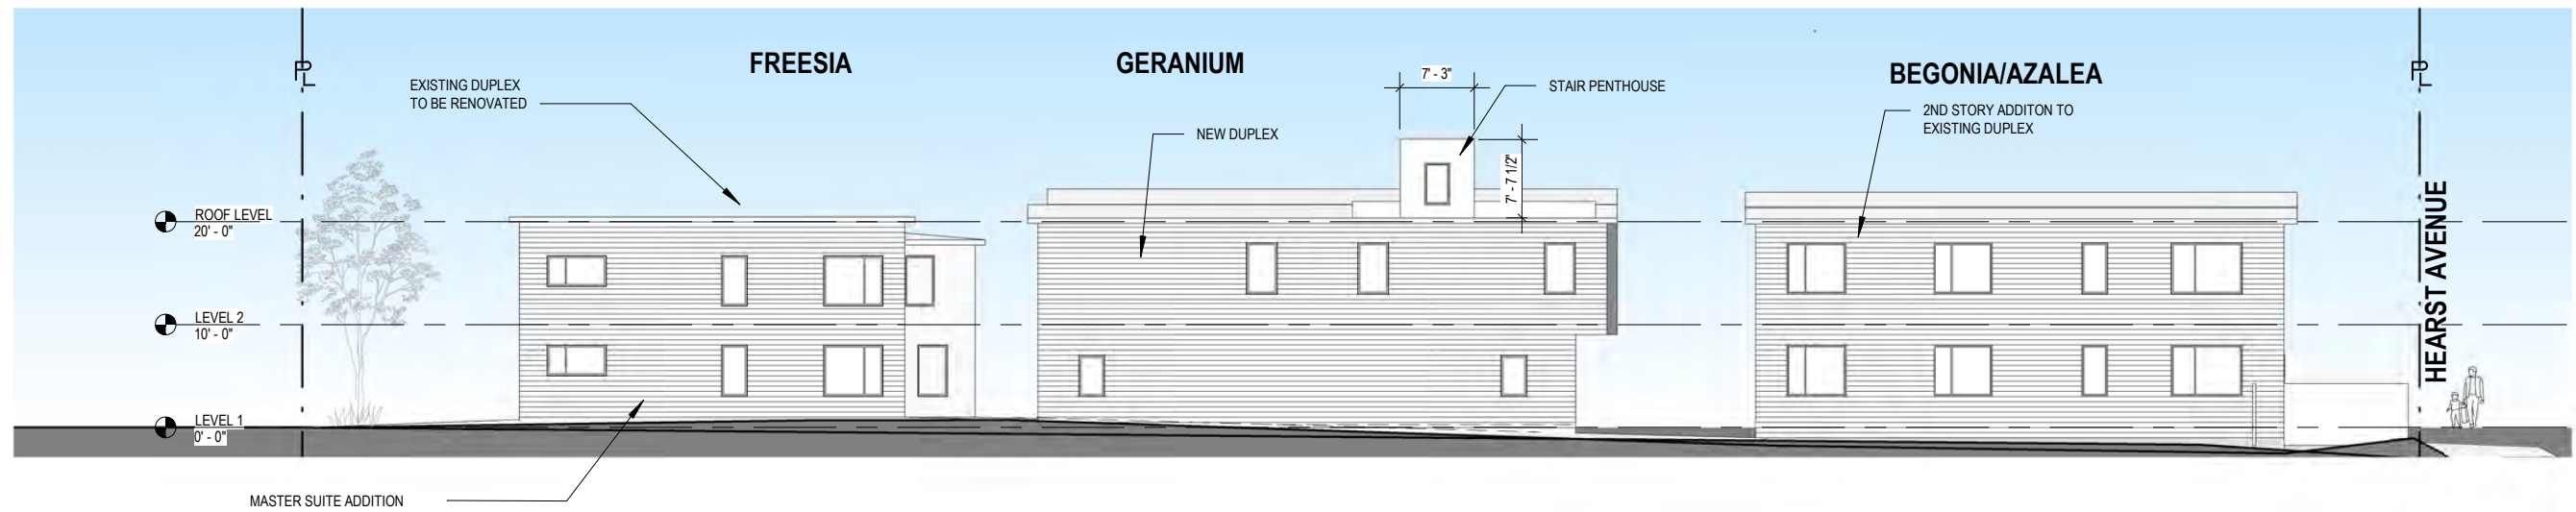 FREESIA
GERANIUM
BEGONIA/AZALEA
PL
PL
EXISTING DUPLEX
TO BE RENOVATED
7' - 3"
STAIR PENTHOUSE
NEW DUPLEX
2ND STORY ADDITON TO
EXISTING DUPLEX
7' - 7 1/2"
ROOF LEVEL
20' - 0"
LEVEL 2
10' - 0"
LEVEL 1
0' - 0"
HEARST AVENUE
MASTER SUITE ADDITION